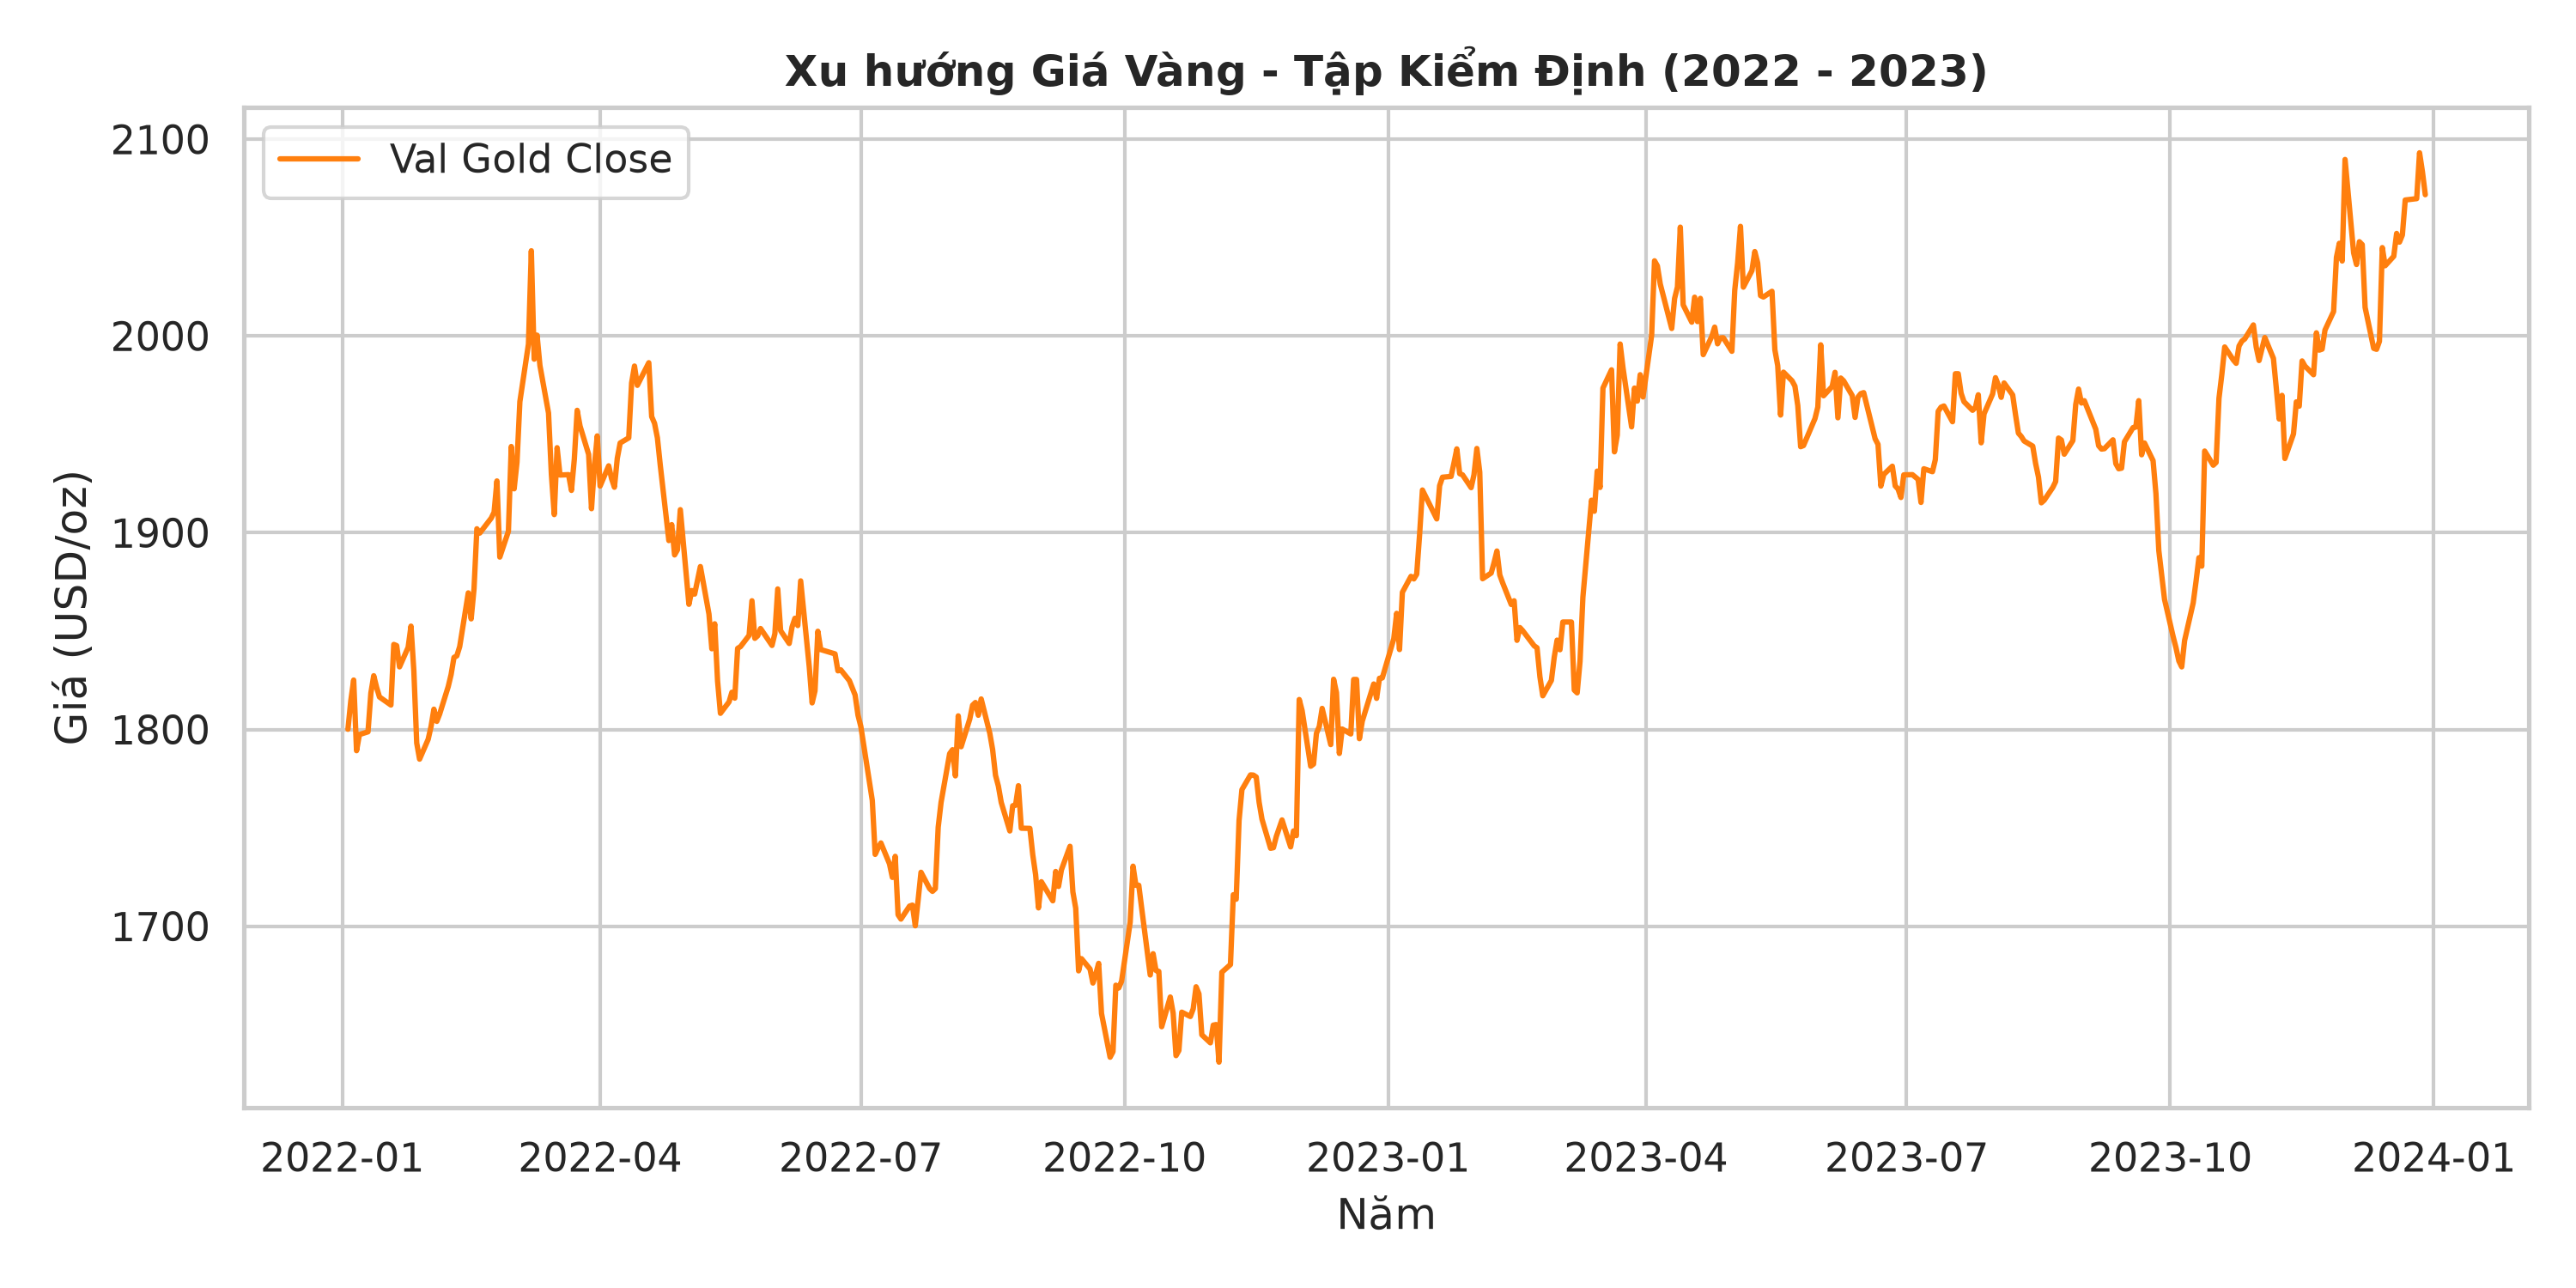 Xu hướng Giá Vàng - Tập Kiểm Định (2022 - 2023)
Val Gold Close
Giá (USD/oz)
2100
2000
1900
1800
1700
2022-01 2022-04 2022-07 2022-10 2023-01 2023-04 2023-07 2023-10 2024-01
Năm